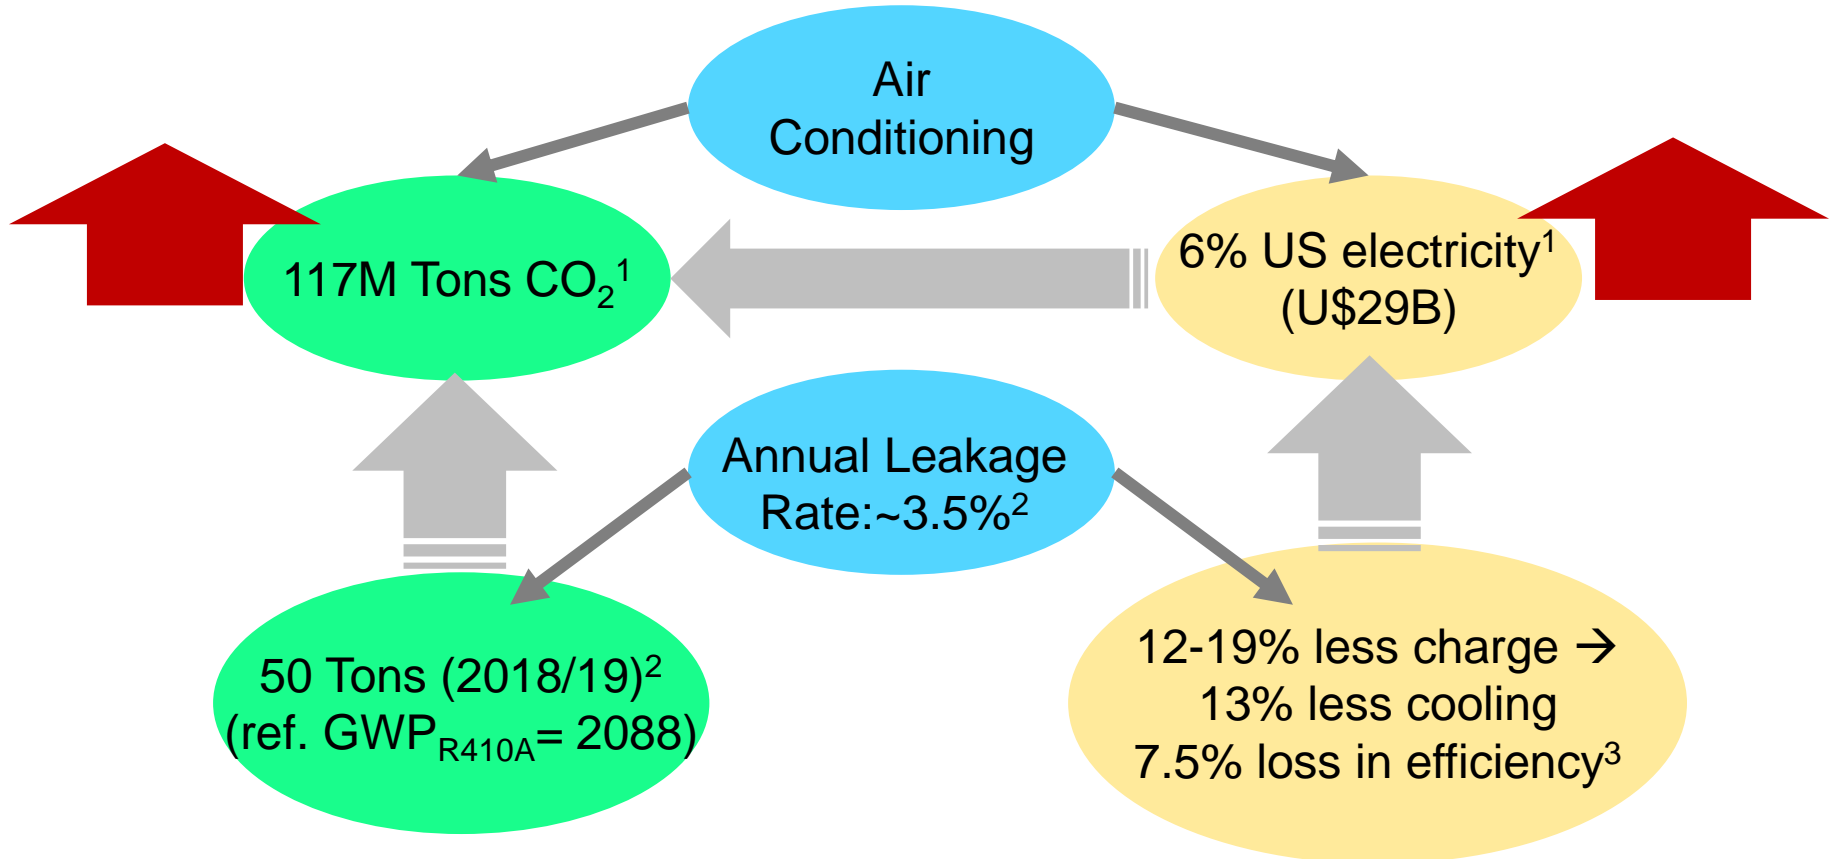 Air
Conditioning
117M Tons CO₂¹
6% US electricity¹
(U$29B)
Annual Leakage
Rate:~3.5%²
50 Tons (2018/19)²
(ref. GWP_R410A= 2088)
12-19% less charge →
13% less cooling
7.5% loss in efficiency³